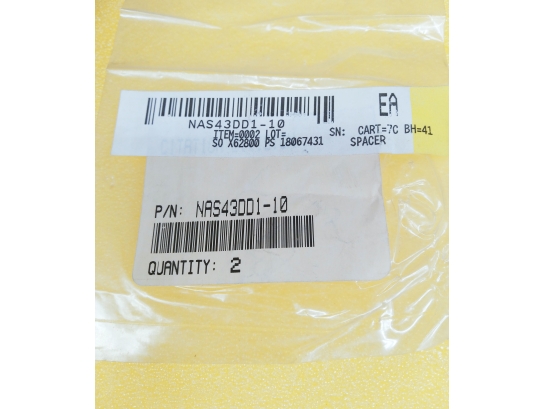 EA
NAS43DD1-10
ITEM=0002 LOT= SN: CART=7C BH=41
SO X62800 PS 18067431 SPACER
P/N: NAS43DD1-10
QUANTITY: 2